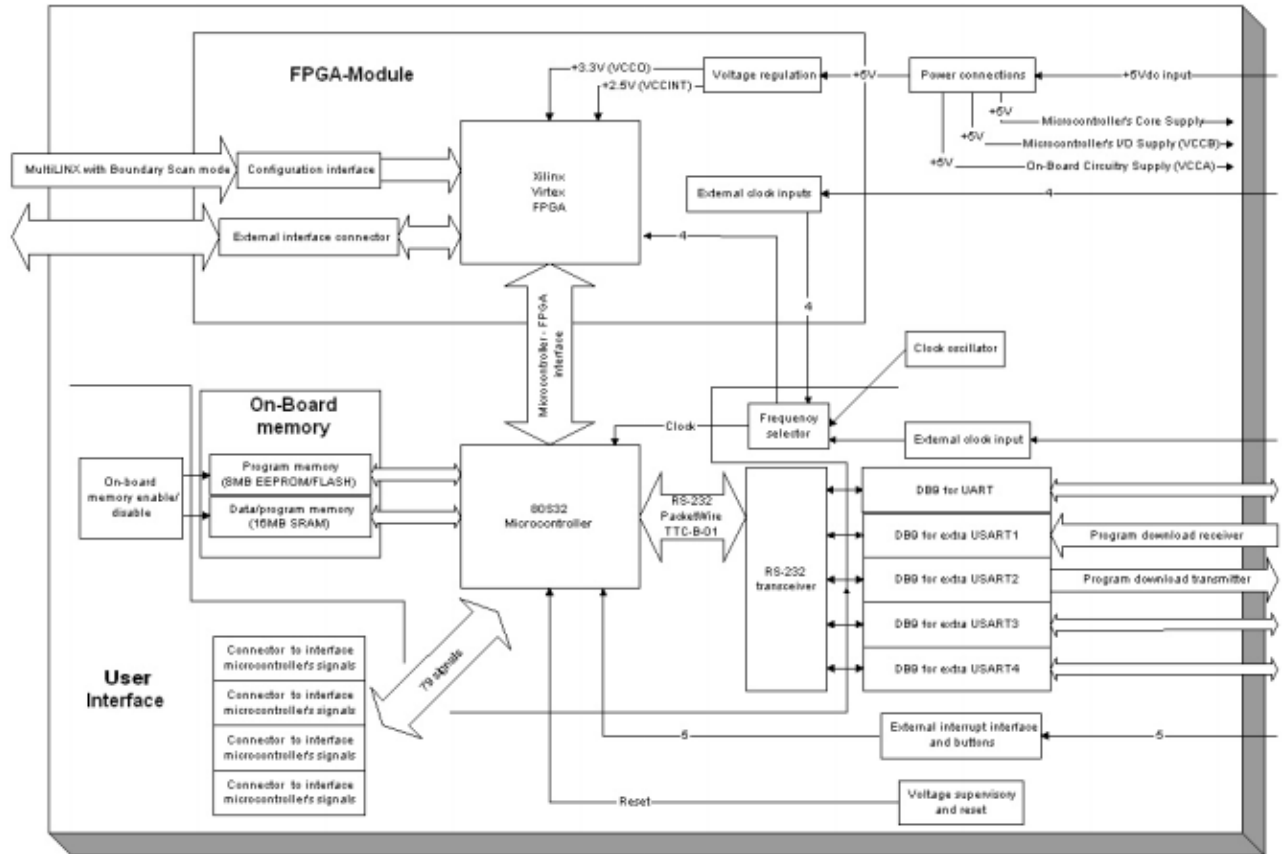 FPGA-Module
+3.3V (VCCO)
+2.5V (VCCINT)
Voltage regulation
+5V
Power connections
+5Vdc input
+5V
Microcontroller's Core Supply
+5V
Microcontroller's I/O Supply (VCCB)
+5V
On-Board Circuitry Supply (VCCA)
MultiLINX with Boundary Scan mode
Configuration interface
Xilinx
Virtex
FPGA
External clock inputs
4
External interface connector
4
4
Microcontroller - FPGA
interface
Clock oscillator
On-Board
memory
Frequency
selector
Clock
External clock input
On-board
memory enable/
disable
Program memory
(8MB EEPROM/FLASH)
Data/program memory
(16MB SRAM)
80S32
Microcontroller
RS-232
PacketWire
TTC-B-01
RS-232
transceiver
DB9 for UART
DB9 for extra USART1
Program download receiver
DB9 for extra USART2
Program download transmitter
DB9 for extra USART3
DB9 for extra USART4
User
Interface
Connector to interface
microcontroller's signals
Connector to interface
microcontroller's signals
Connector to interface
microcontroller's signals
Connector to interface
microcontroller's signals
79 signals
5
External interrupt interface
and buttons
5
Reset
Voltage supervisory
and reset